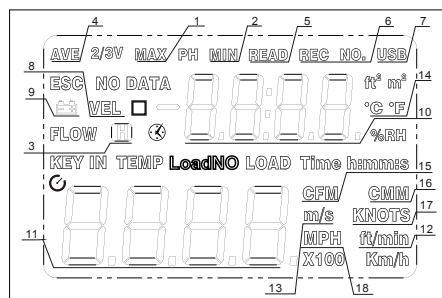 4 1 2 5 6 7
AVE 2/3V MAX PH MIN READ REC NO. USB
8 ESC NO DATA ft² m² 14
9 VEL °C °F
10
FLOW H %RH
3
KEY IN TEMP LoadNO LOAD Time h:mm:s
15
CFM CMM 16
m/s KNOTS 17
11 MPH ft/min 12
X100 Km/h
13 18